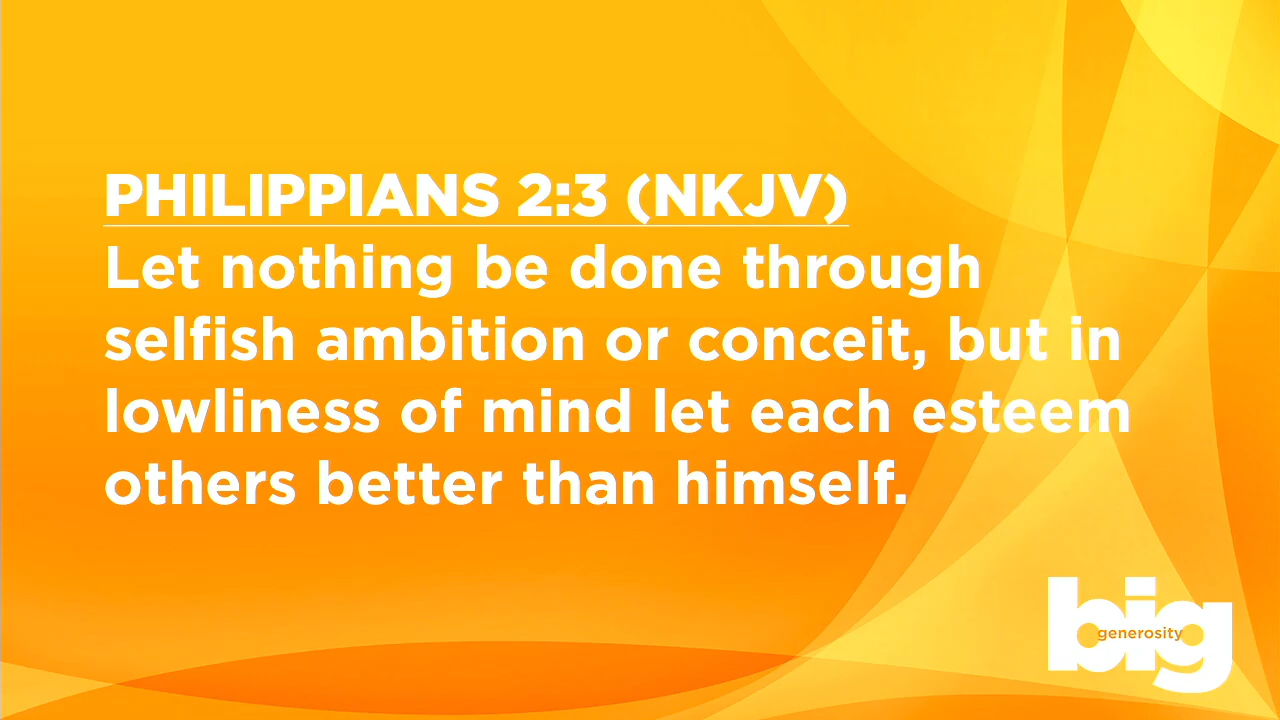 PHILIPPIANS 2:3 (NKJV)
Let nothing be done through
selfish ambition or conceit, but in
lowliness of mind let each esteem
others better than himself.
big
generosity